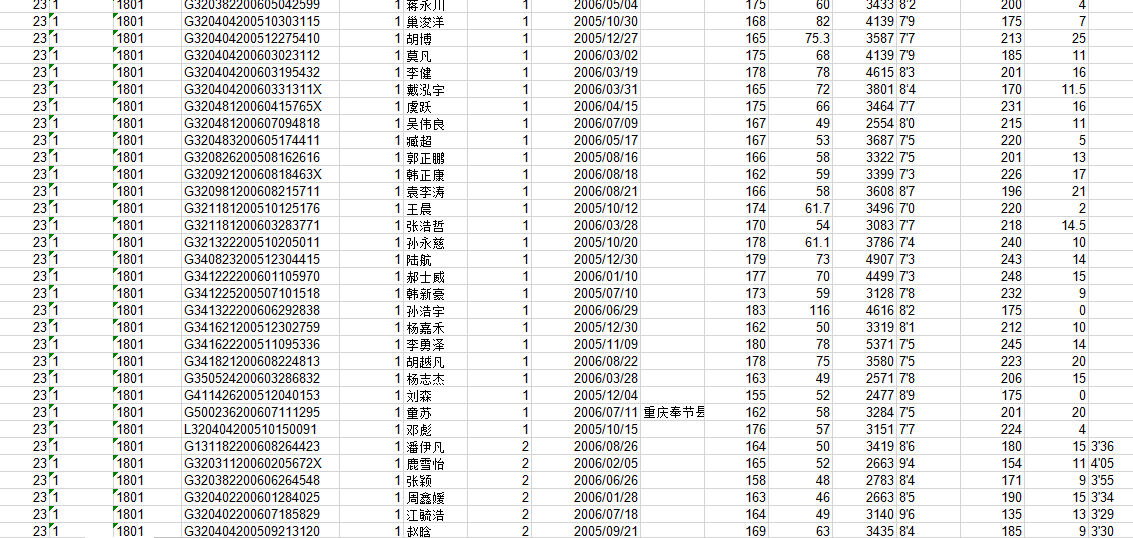 23 1 1801 G320382200605042599 1 蒋永川 1 2006/05/04 175 60 3433 8'2 200 4
23 1 1801 G320404200510303115 1 巢浚洋 1 2005/10/30 168 82 4139 7'9 175 7
23 1 1801 G320404200512275410 1 胡博 1 2005/12/27 165 75.3 3587 7'7 213 25
23 1 1801 G320404200603023112 1 莫凡 1 2006/03/02 175 68 4139 7'9 185 11
23 1 1801 G320404200603195432 1 李健 1 2006/03/19 178 78 4615 8'3 201 16
23 1 1801 G32040420060331311X 1 戴泓宇 1 2006/03/31 165 72 3801 8'4 170 11.5
23 1 1801 G32048120060415765X 1 虞跃 1 2006/04/15 175 66 3464 7'7 231 16
23 1 1801 G320481200607094818 1 吴伟良 1 2006/07/09 167 49 2554 8'0 215 11
23 1 1801 G320483200605174411 1 臧超 1 2006/05/17 167 53 3687 7'5 220 5
23 1 1801 G320826200508162616 1 郭正鹏 1 2005/08/16 166 58 3322 7'5 201 13
23 1 1801 G32092120060818463X 1 韩正康 1 2006/08/18 162 59 3399 7'3 226 17
23 1 1801 G320981200608215711 1 袁李涛 1 2006/08/21 166 58 3608 8'7 196 21
23 1 1801 G321181200510125176 1 王晨 1 2005/10/12 174 61.7 3496 7'0 220 2
23 1 1801 G321181200603283771 1 张浩哲 1 2006/03/28 170 54 3083 7'7 218 14.5
23 1 1801 G321322200510205011 1 孙永慈 1 2005/10/20 178 61.1 3786 7'4 240 10
23 1 1801 G340823200512304415 1 陆航 1 2005/12/30 179 73 4907 7'3 243 14
23 1 1801 G341222200601105970 1 郝士威 1 2006/01/10 177 70 4499 7'3 248 15
23 1 1801 G341225200507101518 1 韩新豪 1 2005/07/10 173 59 3128 7'8 232 9
23 1 1801 G341322200606292838 1 孙浩宇 1 2006/06/29 183 116 4616 8'2 175 0
23 1 1801 G341621200512302759 1 杨嘉禾 1 2005/12/30 162 50 3319 8'1 212 10
23 1 1801 G341622200511095336 1 李勇泽 1 2005/11/09 180 78 5371 7'5 245 14
23 1 1801 G341821200608224813 1 胡越凡 1 2006/08/22 178 75 3580 7'5 223 20
23 1 1801 G350524200603286832 1 杨志杰 1 2006/03/28 163 49 2571 7'8 206 15
23 1 1801 G411426200512040153 1 刘森 1 2005/12/04 155 52 2477 8'9 175 0
23 1 1801 G500236200607111295 1 童苏 1 2006/07/11 重庆奉节县 162 58 3284 7'5 201 20
23 1 1801 L320404200510150091 1 邓彪 1 2005/10/15 176 57 3151 7'7 224 4
23 1 1801 G131182200608264423 1 潘伊凡 2 2006/08/26 164 50 3419 8'6 180 15 3'36
23 1 1801 G32031120060205672X 1 鹿雪怡 2 2006/02/05 165 52 2663 9'4 154 11 4'05
23 1 1801 G320382200606264548 1 张颖 2 2006/06/26 158 48 2783 8'4 171 9 3'55
23 1 1801 G320402200601284025 1 周鑫媛 2 2006/01/28 163 46 2663 8'5 190 15 3'34
23 1 1801 G320402200607185829 1 江毓浩 2 2006/07/18 164 49 3140 9'6 135 13 3'29
23 1 1801 G320404200509213120 1 赵晗 2 2005/09/21 169 63 3435 8'4 185 9 3'30